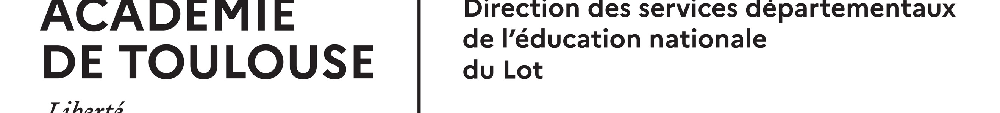 ACADÉMIE
DE TOULOUSE
Liberté
Direction des services départementaux
de l’éducation nationale
du Lot